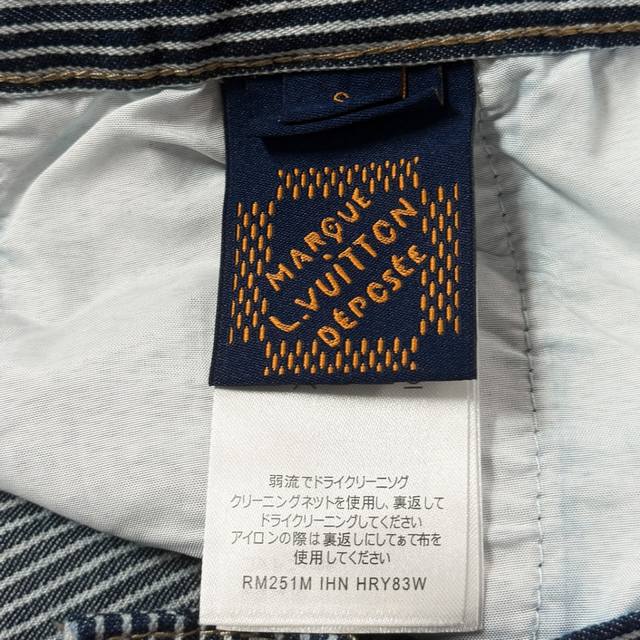 S
MARQUE
L.VUITTON
DÉPOSÉE
弱流でドライクリーニング
クリーニングネットを使用し、裏返して
ドライクリーニングしてください
アイロンの際は裏返しにしてあて布を
使用してください
RM251M IHN HRY83W